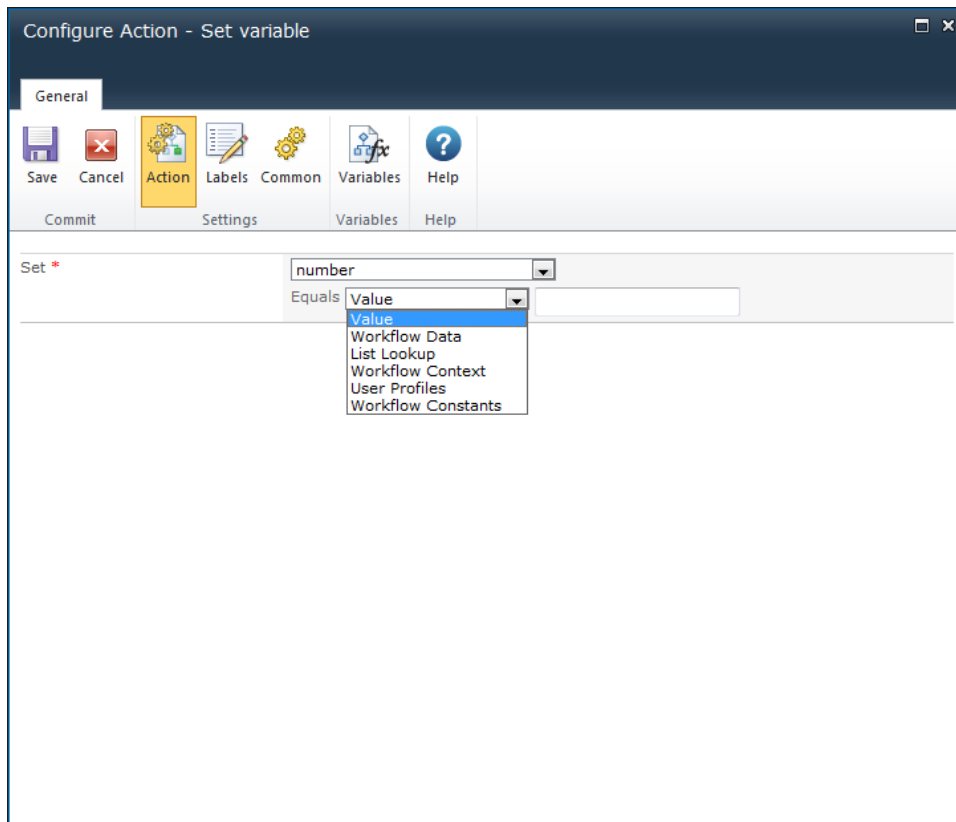 Configure Action - Set variable
General
Save Cancel Action Labels Common Variables Help
Commit Settings Variables Help
Set * number
Equals Value
Value
Workflow Data
List Lookup
Workflow Context
User Profiles
Workflow Constants